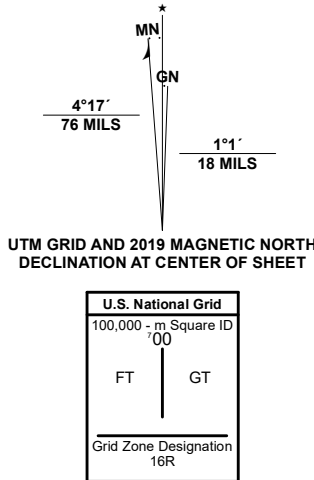 ★
MN
GN
4°17´
76 MILS
1°1´
18 MILS
UTM GRID AND 2019 MAGNETIC NORTH
DECLINATION AT CENTER OF SHEET
U.S. National Grid
100,000 - m Square ID
⁷00
FT GT
Grid Zone Designation
16R